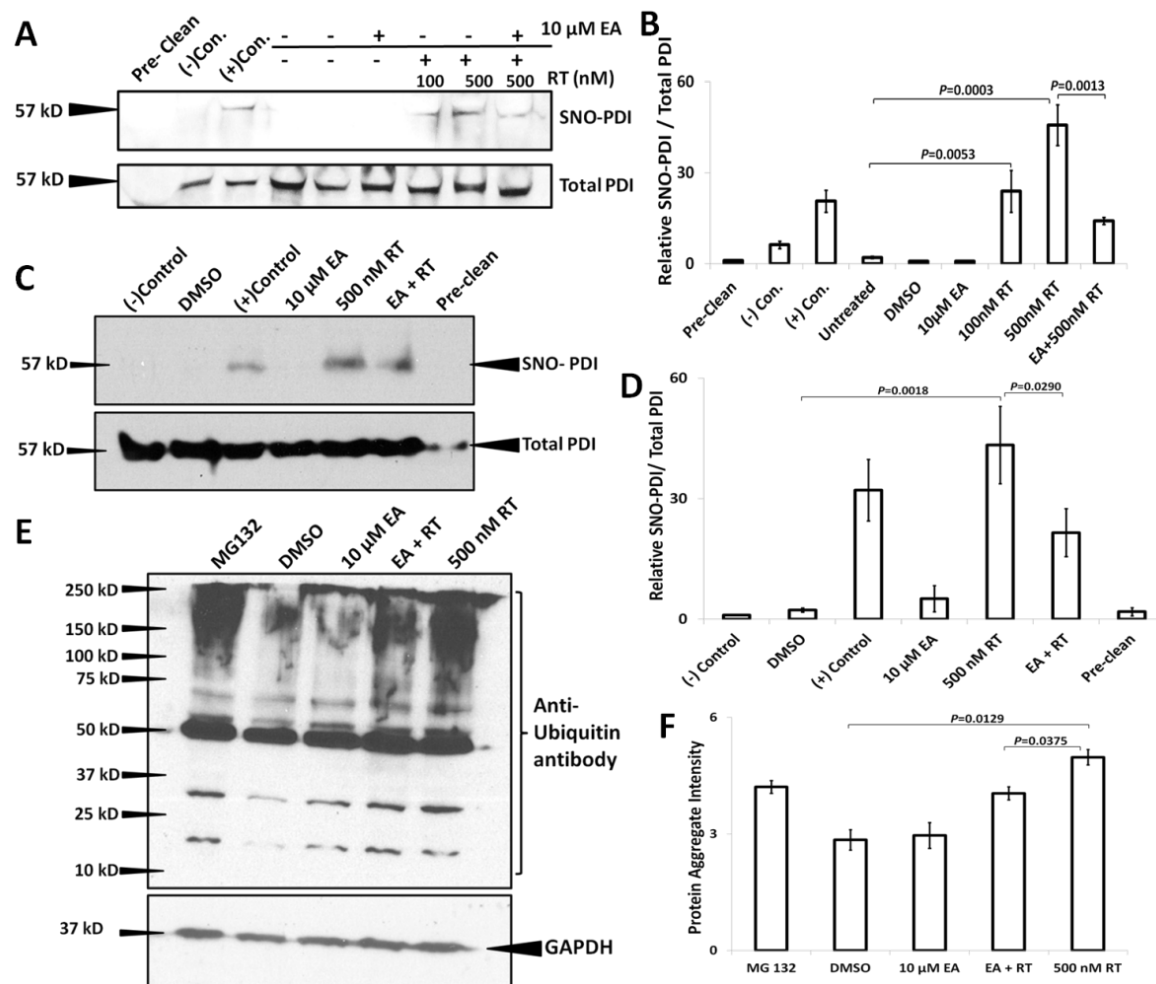 A
Pre- Clean
(-)Con.
(+)Con.
- - + - - + 10 µM EA
- - - + + +
RT (nM)
100 500 500
57 kD
SNO-PDI
57 kD
Total PDI
B
Relative SNO-PDI / Total PDI
60
30
0
P=0.0003
P=0.0013
P=0.0053
Pre-Clean
(-) Con.
(+) Con.
Untreated
DMSO
10µM EA
100nM RT
500nM RT
EA+500nM RT
C
(-)Control
DMSO
(+)Control
10 µM EA
500 nM RT
EA + RT
Pre-clean
57 kD
SNO- PDI
57 kD
Total PDI
D
Relative SNO-PDI/ Total PDI
60
30
0
P=0.0018
P=0.0290
(-) Control
DMSO
(+) Control
10 µM EA
500 nM RT
EA + RT
Pre-clean
E
MG132
DMSO
10 µM EA
EA + RT
500 nM RT
250 kD
150 kD
100 kD
75 kD
50 kD
37 kD
25 kD
10 kD
Anti-
Ubiquitin
antibody
37 kD
GAPDH
F
Protein Aggregate Intensity
6
3
0
P=0.0129
P=0.0375
MG 132
DMSO
10 µM EA
EA + RT
500 nM RT